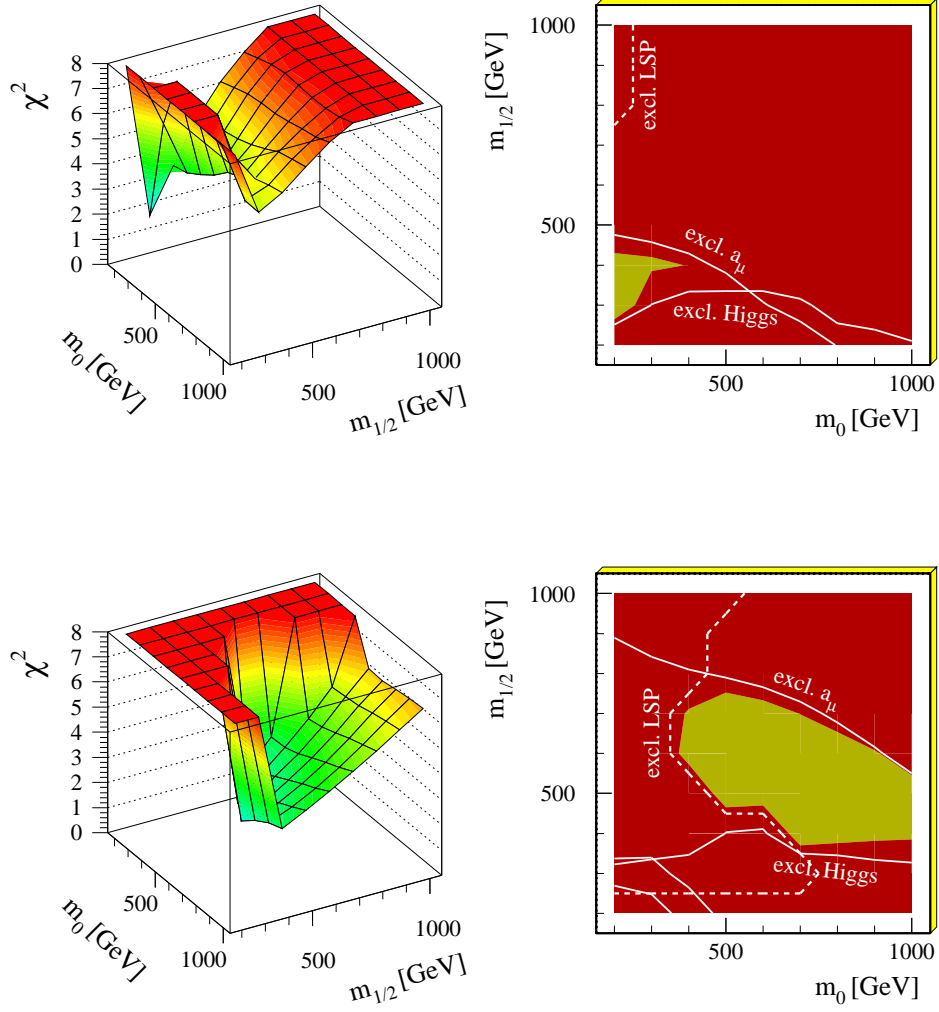 χ²
8
7
6
5
4
3
2
1
0
500
1000
m₀ [GeV]
500
1000
m₁/₂ [GeV]
m₁/₂ [GeV]
1000
500
excl. LSP
excl. a_μ
excl. Higgs
500
1000
m₀ [GeV]
χ²
8
7
6
5
4
3
2
1
0
500
1000
m₀ [GeV]
500
1000
m₁/₂ [GeV]
m₁/₂ [GeV]
1000
500
excl. LSP
excl. a_μ
excl. Higgs
500
1000
m₀ [GeV]